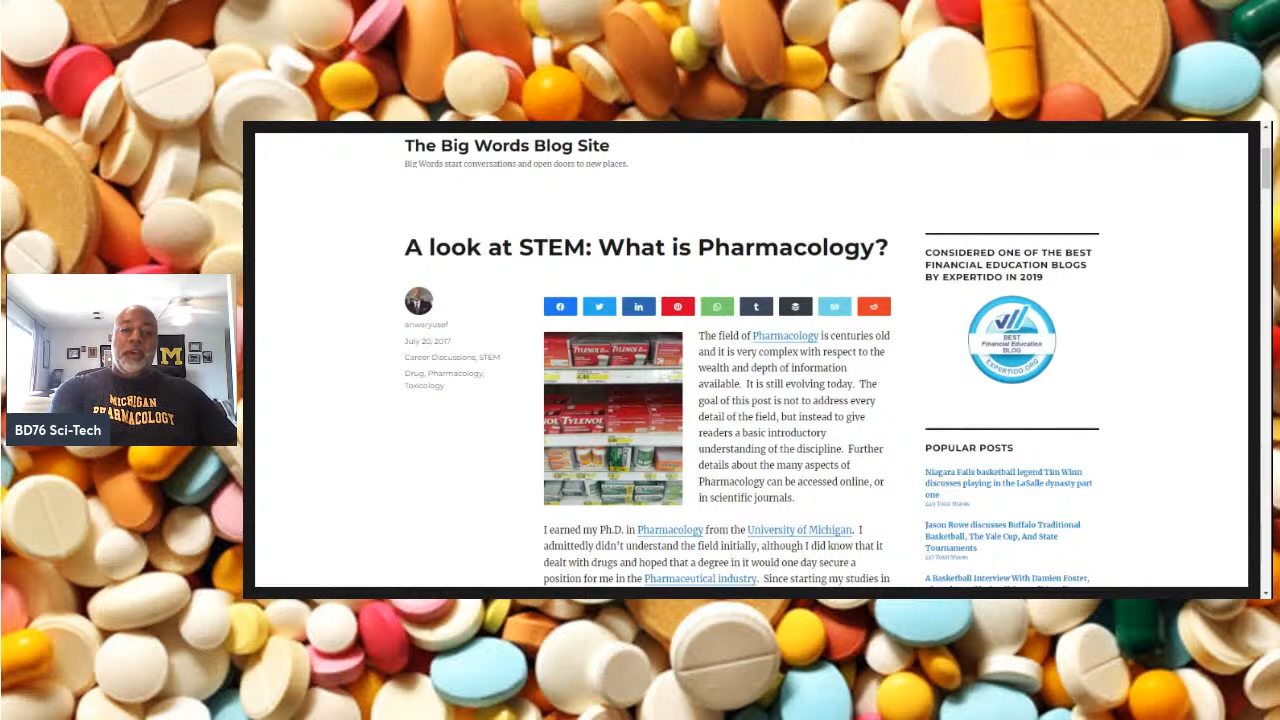 The Big Words Blog Site
Big Words start conversations and open doors to new places.
A look at STEM: What is Pharmacology?
anwaryusef
July 20, 2017
Career Discussions, STEM
Drug, Pharmacology,
Toxicology
The field of Pharmacology is centuries old
and it is very complex with respect to the
wealth and depth of information
available. It is still evolving today. The
goal of this post is not to address every
detail of the field, but instead to give
readers a basic introductory
understanding of the discipline. Further
details about the many aspects of
Pharmacology can be accessed online, or
in scientific journals.
TYLENOL TYLENOL
TYLENOL
I earned my Ph.D. in Pharmacology from the University of Michigan. I
admittedly didn't understand the field initially, although I did know that it
dealt with drugs and hoped that a degree in it would one day secure a
position for me in the Pharmaceutical industry. Since starting my studies in
CONSIDERED ONE OF THE BEST
FINANCIAL EDUCATION BLOGS
BY EXPERTIDO IN 2019
BEST
Financial Education
BLOG
EXPERTIDO.ORG
POPULAR POSTS
Niagara Falls basketball legend Tim Winn
discusses playing in the LaSalle dynasty part
one
Jason Rowe discusses Buffalo Traditional
Basketball, The Yale Cup, And State
Tournaments
A Basketball Interview With Damien Foster,
M
MICHIGAN
PHARMACOLOGY
BD76 Sci-Tech